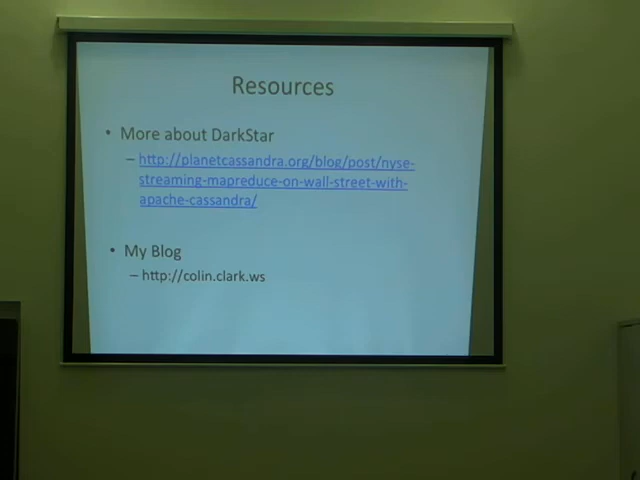 Resources
• More about DarkStar
– http://planetcassandra.org/blog/post/nyse-
streaming-mapreduce-on-wall-street-with-
apache-cassandra/
• My Blog
– http://colin.clark.ws